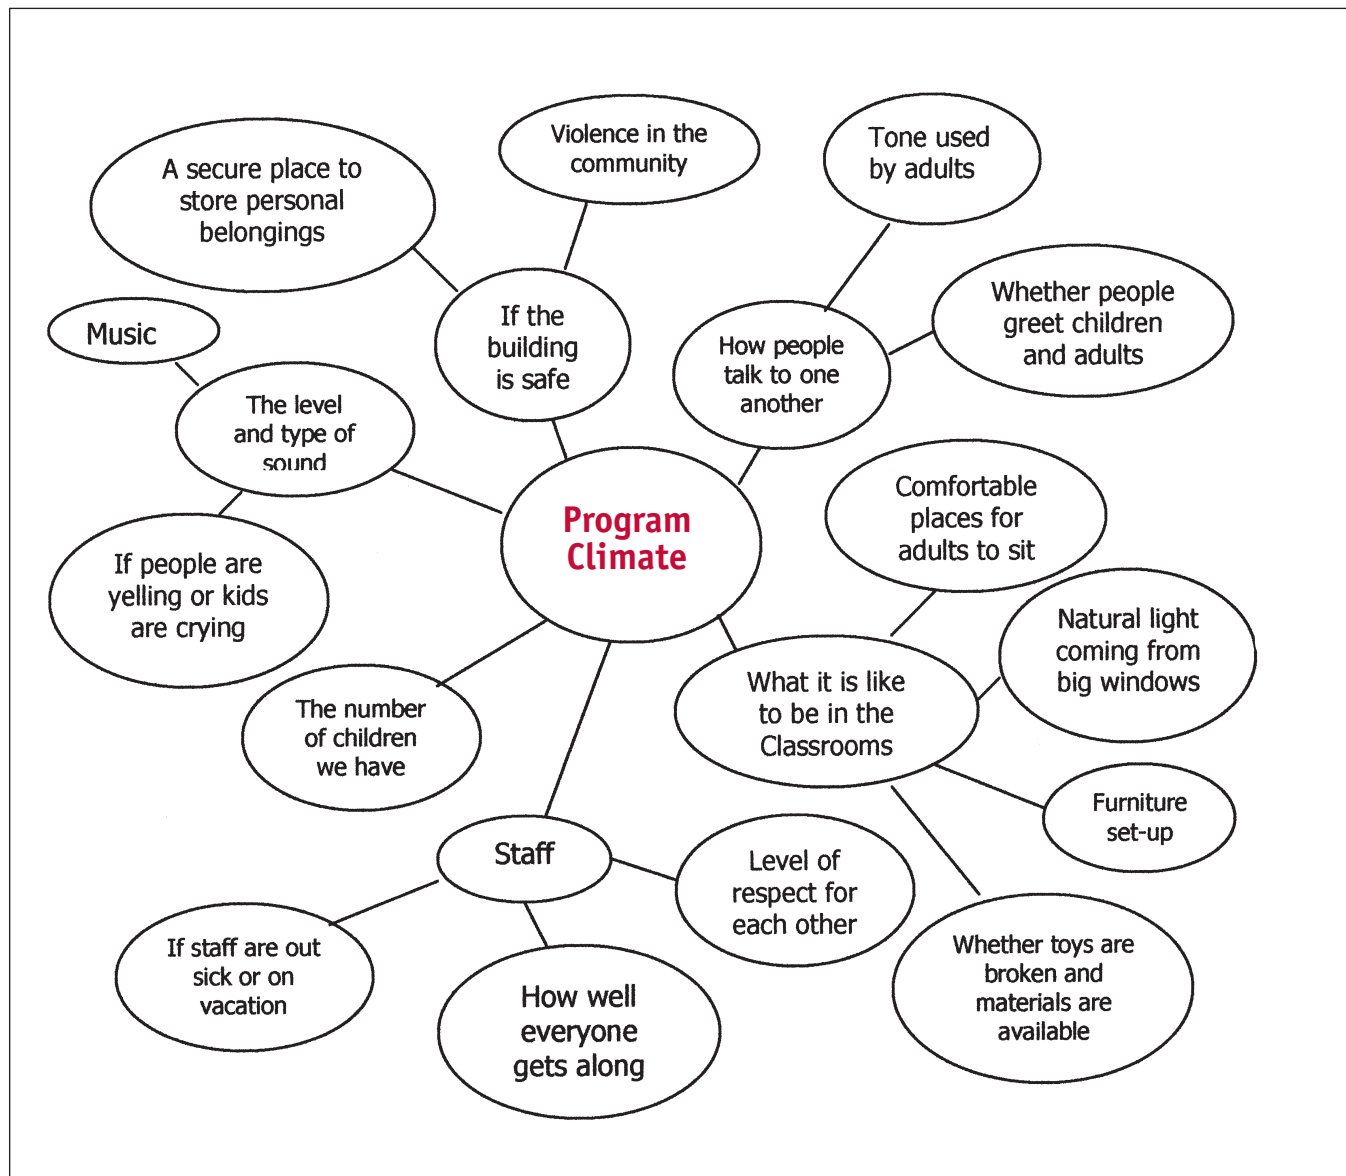 Violence in the
community
Tone used
by adults
A secure place to
store personal
belongings
Whether people
greet children
and adults
Music
If the
building
is safe
How people
talk to one
another
The level
and type of
sound
Comfortable
places for
adults to sit
Program
Climate
If people are
yelling or kids
are crying
Natural light
coming from
big windows
What it is like
to be in the
Classrooms
The number
of children
we have
Furniture
set-up
Staff
Level of
respect for
each other
If staff are out
sick or on
vacation
How well
everyone
gets along
Whether toys are
broken and
materials are
available